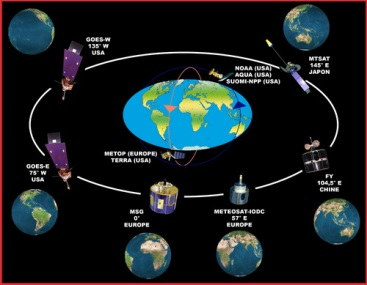 GOES-W
135° W
USA
NOAA (USA)
AQUA (USA)
SUOMI-NPP (USA)
MTSAT
145° E
JAPON
METOP (EUROPE)
TERRA (USA)
GOES-E
75° W
USA
FY
104,5° E
CHINE
MSG
0°
EUROPE
METEOSAT-IODC
57° E
EUROPE